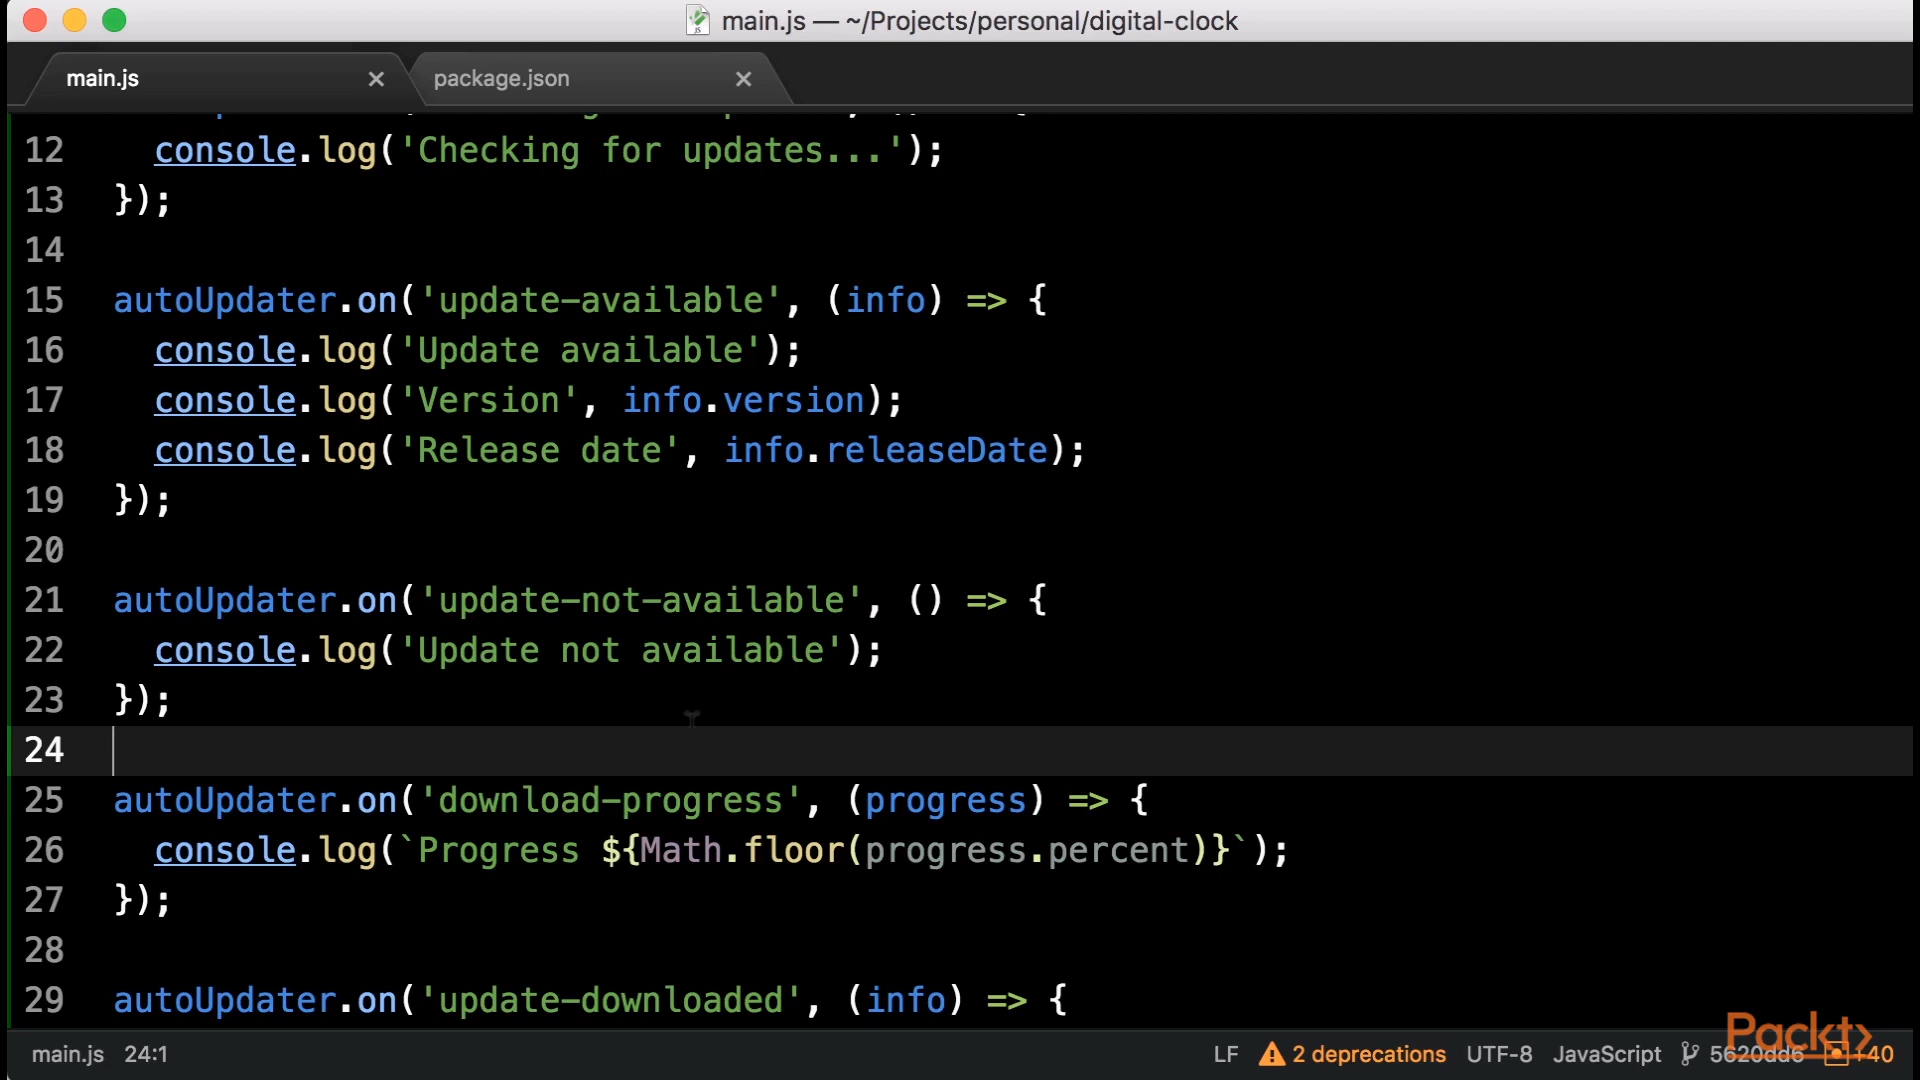 main.js — ~/Projects/personal/digital-clock
main.js
package.json
12 console.log('Checking for updates...');
13 });
14
15 autoUpdater.on('update-available', (info) => {
16 console.log('Update available');
17 console.log('Version', info.version);
18 console.log('Release date', info.releaseDate);
19 });
20
21 autoUpdater.on('update-not-available', () => {
22 console.log('Update not available');
23 });
24
25 autoUpdater.on('download-progress', (progress) => {
26 console.log(`Progress ${Math.floor(progress.percent)}`);
27 });
28
29 autoUpdater.on('update-downloaded', (info) => {
main.js 24:1 LF 2 deprecations UTF-8 JavaScript 5620dd6 +40
Packt>